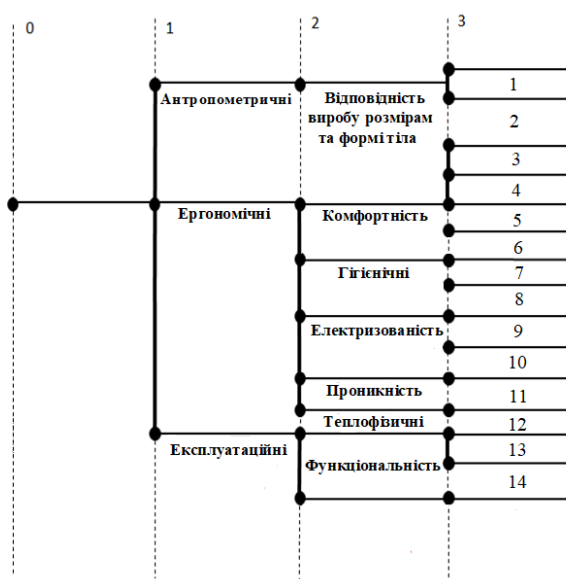 0 1 2 3
Антропометричні
Відповідність
виробу розмірам
та формі тіла
1
2
3
4
Ергономічні
Комфортність
5
6
Гігієнічні
7
8
Електризованість
9
10
Проникність
11
Теплофізичні
12
Експлуатаційні
Функціональність
13
14